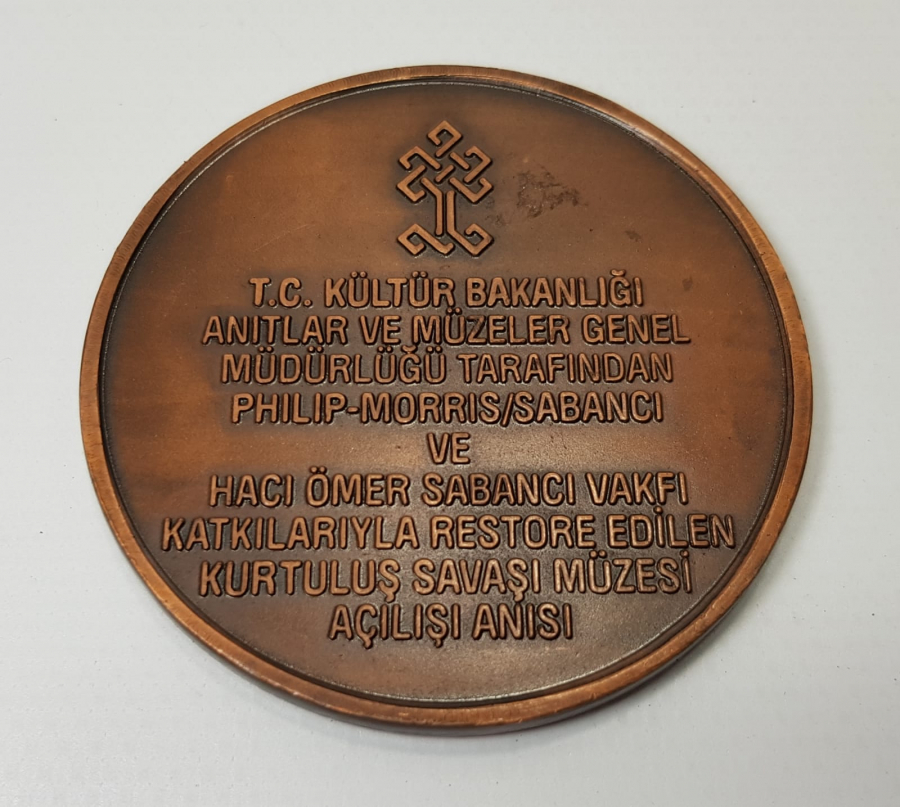 T.C. KÜLTÜR BAKANLIĞI
ANITLAR VE MÜZELER GENEL
MÜDÜRLÜĞÜ TARAFINDAN
PHILIP-MORRIS/SABANCI
VE
HACI ÖMER SABANCI VAKFI
KATKILARIYLA RESTORE EDİLEN
KURTULUŞ SAVAŞI MÜZESİ
AÇILIŞI ANISI